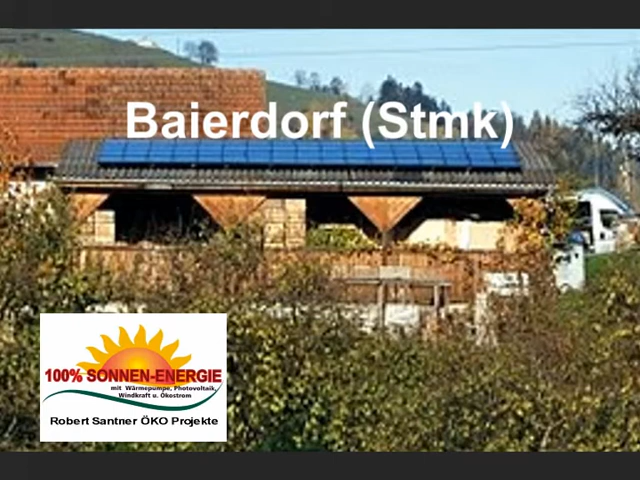 Baierdorf (Stmk)
100% SONNEN-ENERGIE
mit Wärmepumpe, Photovoltaik,
Windkraft u. Ökostrom
Robert Santner ÖKO Projekte